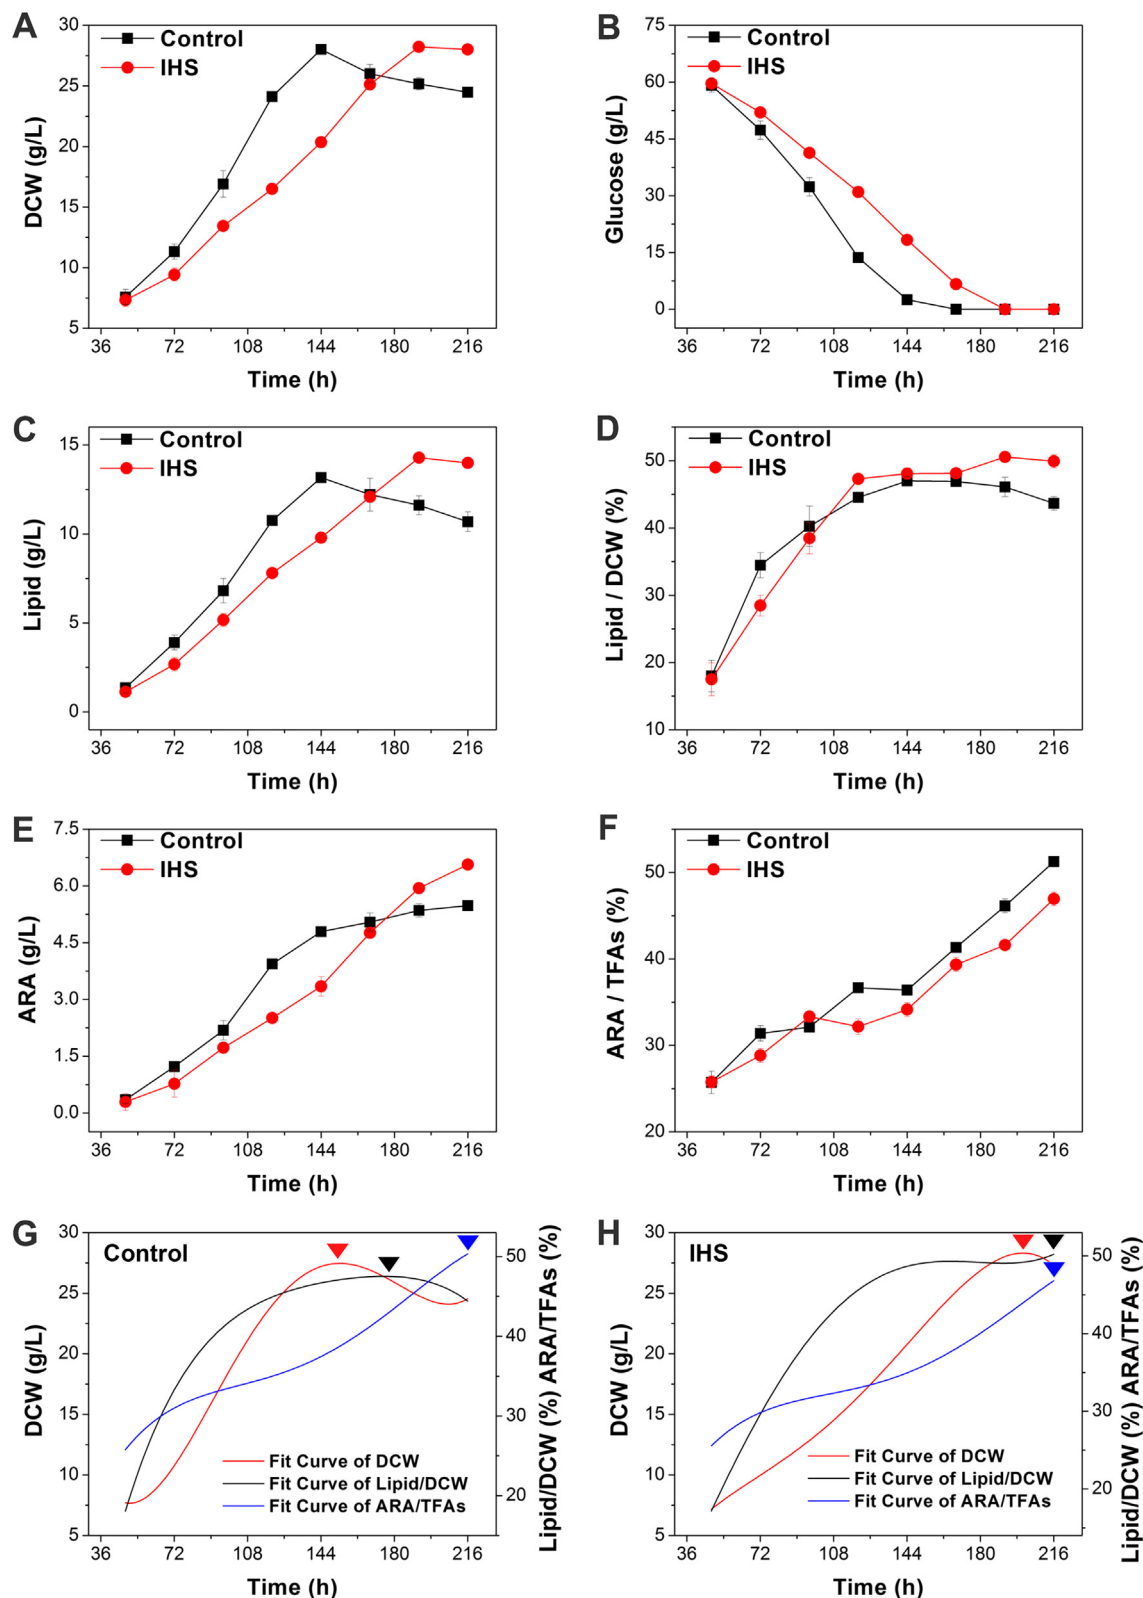 A
30
25
20
15
10
5
DCW (g/L)
Control
IHS
36 72 108 144 180 216
Time (h)
B
75
60
45
30
15
0
Glucose (g/L)
Control
IHS
36 72 108 144 180 216
Time (h)
C
15
10
5
0
Lipid (g/L)
Control
IHS
36 72 108 144 180 216
Time (h)
D
50
40
30
20
10
Lipid / DCW (%)
Control
IHS
36 72 108 144 180 216
Time (h)
E
7.5
6.0
4.5
3.0
1.5
0.0
ARA (g/L)
Control
IHS
36 72 108 144 180 216
Time (h)
F
50
40
30
20
ARA / TFAs (%)
Control
IHS
36 72 108 144 180 216
Time (h)
G
30
25
20
15
10
5
DCW (g/L)
Control
Fit Curve of DCW
Fit Curve of Lipid/DCW
Fit Curve of ARA/TFAs
50
40
30
20
Lipid/DCW (%) ARA/TFAs (%)
36 72 108 144 180 216
Time (h)
H
30
25
20
15
10
5
DCW (g/L)
IHS
Fit Curve of DCW
Fit Curve of Lipid/DCW
Fit Curve of ARA/TFAs
50
40
30
20
Lipid/DCW (%) ARA/TFAs (%)
36 72 108 144 180 216
Time (h)